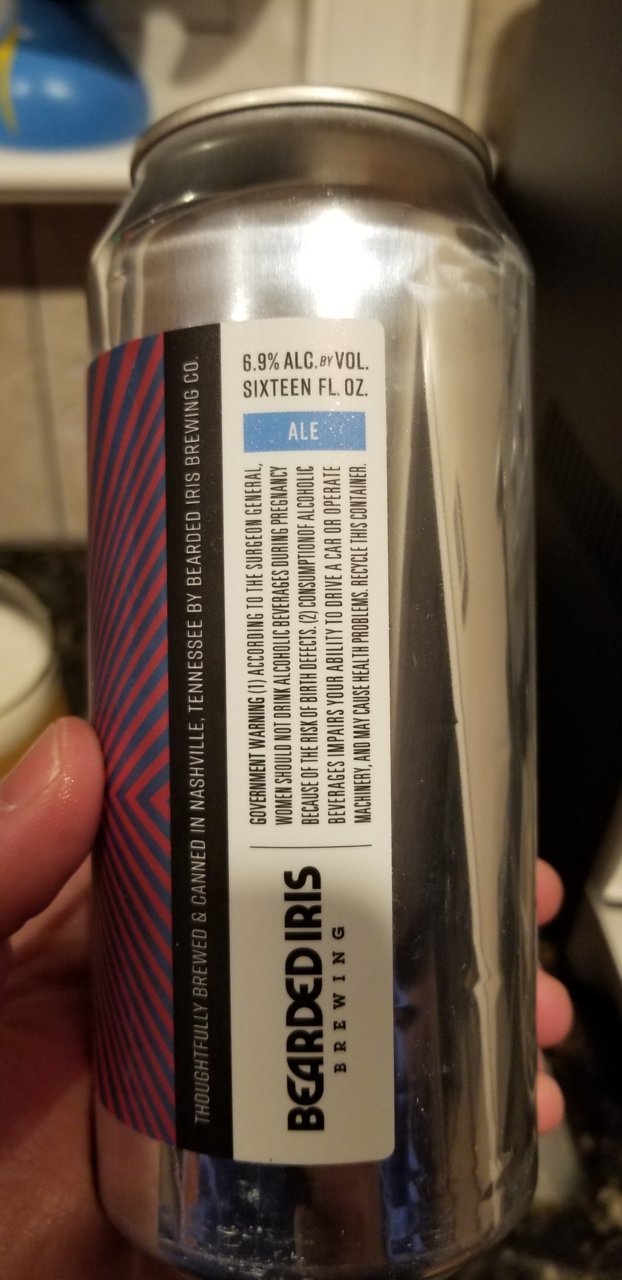 6.9% ALC. BY VOL.
SIXTEEN FL. OZ.
ALE
GOVERNMENT WARNING (1) ACCORDING TO THE SURGEON GENERAL,
WOMEN SHOULD NOT DRINK ALCOHOLIC BEVERAGES DURING PREGNANCY
BECAUSE OF THE RISK OF BIRTH DEFECTS. (2) CONSUMPTION OF ALCOHOLIC
BEVERAGES IMPAIRS YOUR ABILITY TO DRIVE A CAR OR OPERATE
MACHINERY, AND MAY CAUSE HEALTH PROBLEMS. RECYCLE THIS CONTAINER.
BEARDED IRIS
BREWING
THOUGHTFULLY BREWED & CANNED IN NASHVILLE, TENNESSEE BY BEARDED IRIS BREWING CO.